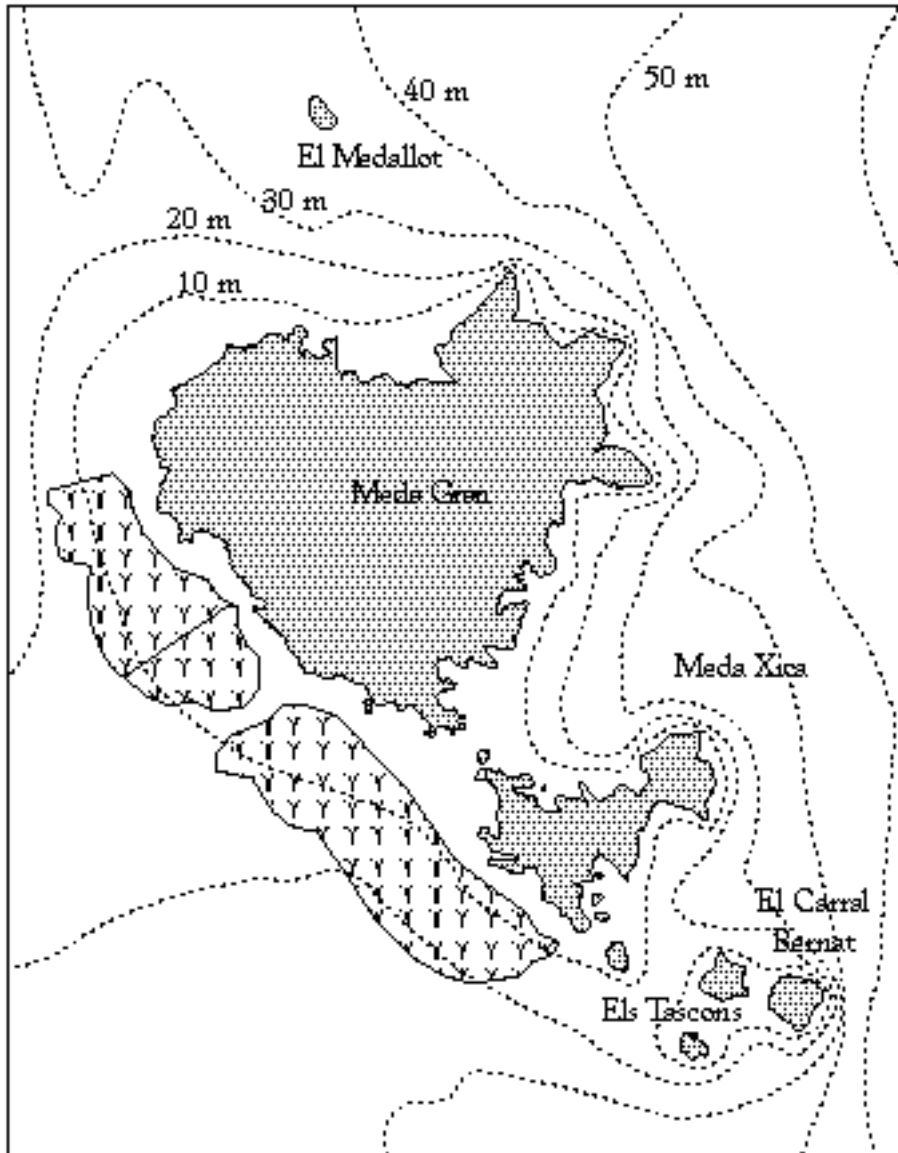 40 m
50 m
El Medallot
30 m
20 m
10 m
Meda Gran
Meda Xica
El Carral
Bernat
Els Tascons